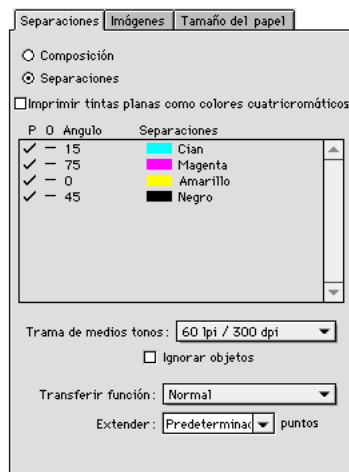 Separaciones Imágenes Tamaño del papel
Composición
Separaciones
Imprimir tintas planas como colores cuatricromáticos
P O Angulo Separaciones
15 Cian
75 Magenta
0 Amarillo
45 Negro
Trama de medios tonos: 60 lpi / 300 dpi
Ignorar objetos
Transferir función: Normal
Extender: Predeterminac puntos